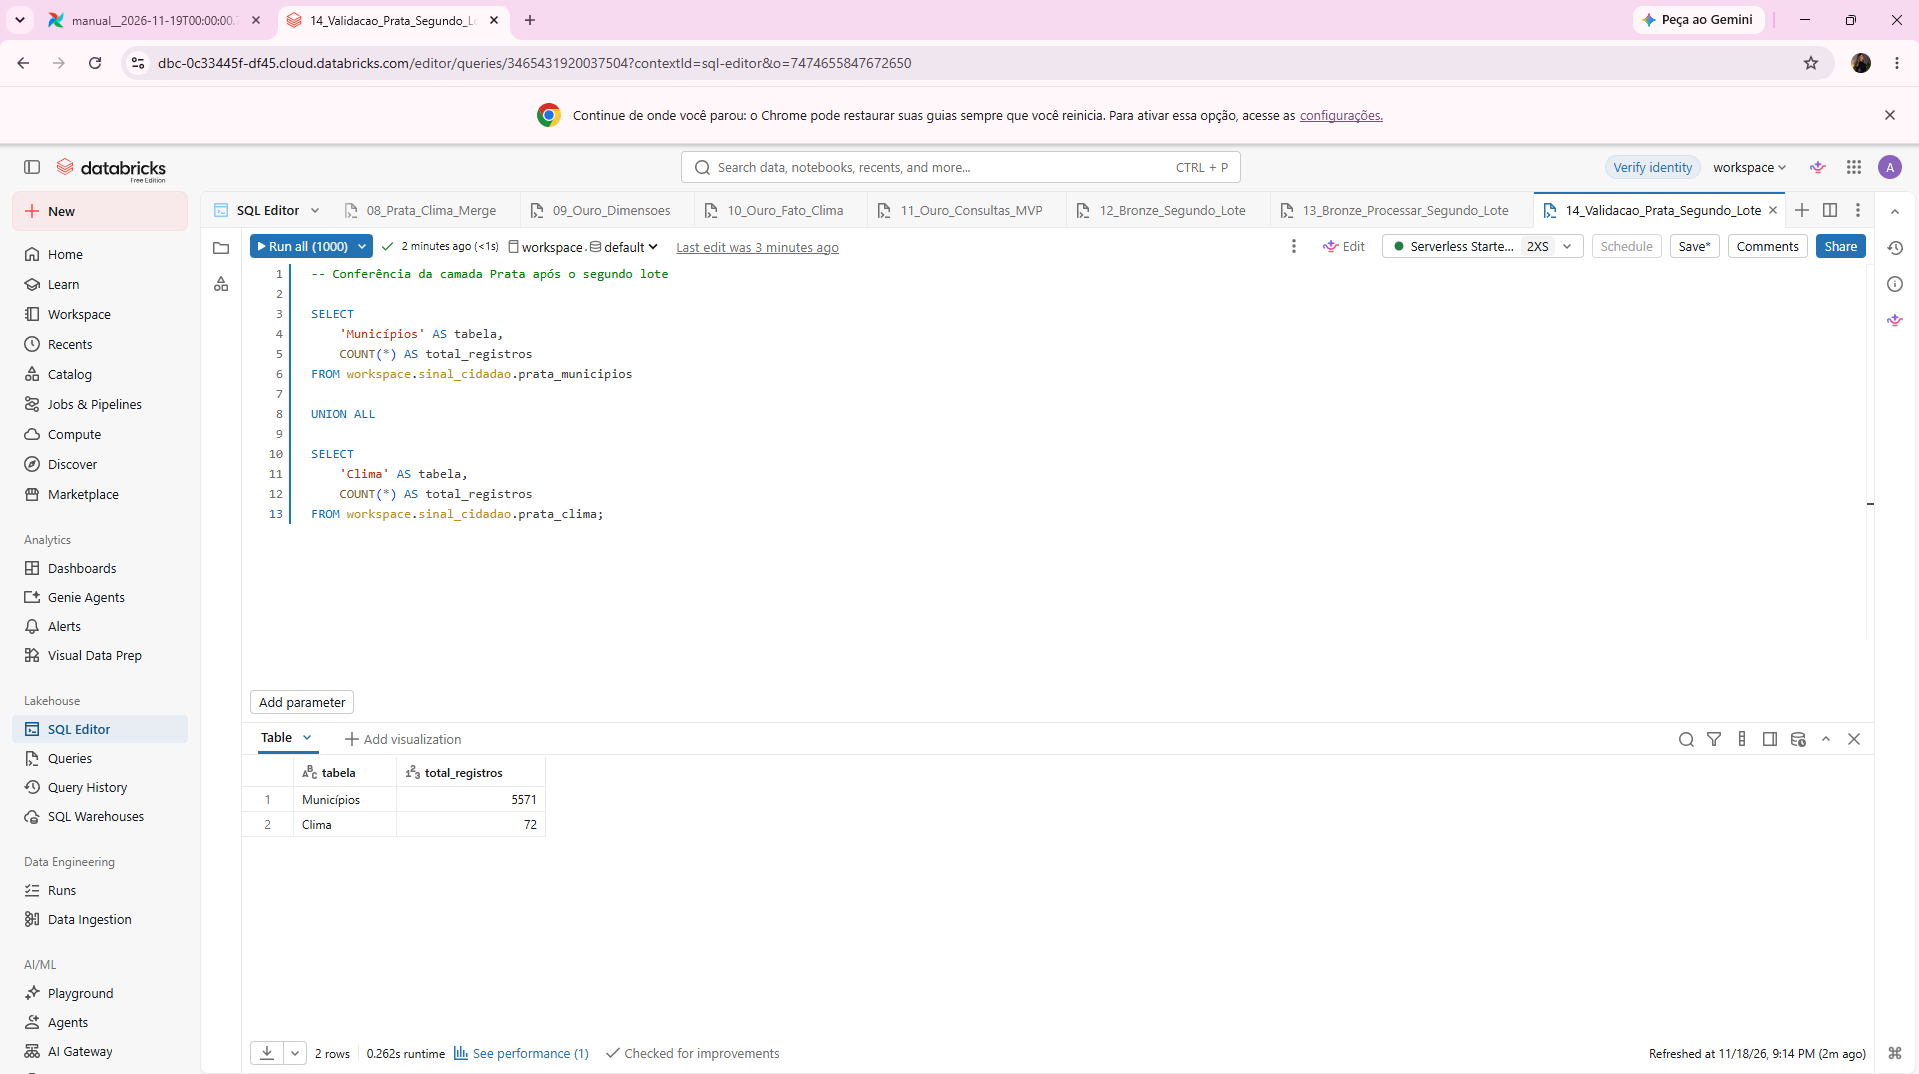 manual__2026-11-19T00:00:00.
14_Validacao_Prata_Segundo_L
Peça ao Gemini
dbc-0c33445f-df45.cloud.databricks.com/editor/queries/3465431920037504?contextId=sql-editor&o=7474655847672650
Continue de onde você parou: o Chrome pode restaurar suas guias sempre que você reinicia. Para ativar essa opção, acesse as configurações.
databricks
Free Edition
Search data, notebooks, recents, and more...
CTRL + P
Verify identity
workspace
A
New
Home
Learn
Workspace
Recents
Catalog
Jobs & Pipelines
Compute
Discover
Marketplace
Analytics
Dashboards
Genie Agents
Alerts
Visual Data Prep
Lakehouse
SQL Editor
Queries
Query History
SQL Warehouses
Data Engineering
Runs
Data Ingestion
AI/ML
Playground
Agents
AI Gateway
SQL Editor
08_Prata_Clima_Merge
09_Ouro_Dimensoes
10_Ouro_Fato_Clima
11_Ouro_Consultas_MVP
12_Bronze_Segundo_Lote
13_Bronze_Processar_Segundo_Lote
14_Validacao_Prata_Segundo_Lote
Run all (1000)
2 minutes ago (<1s)
workspace.
default
Last edit was 3 minutes ago
Edit
Serverless Starte...
2XS
Schedule
Save*
Comments
Share
1 -- Conferência da camada Prata após o segundo lote
2
3 SELECT
4 'Municípios' AS tabela,
5 COUNT(*) AS total_registros
6 FROM workspace.sinal_cidadao.prata_municipios
7
8 UNION ALL
9
10 SELECT
11 'Clima' AS tabela,
12 COUNT(*) AS total_registros
13 FROM workspace.sinal_cidadao.prata_clima;
Add parameter
Table
Add visualization
tabela total_registros
1 Municípios 5571
2 Clima 72
2 rows
0.262s runtime
See performance (1)
Checked for improvements
Refreshed at 11/18/26, 9:14 PM (2m ago)